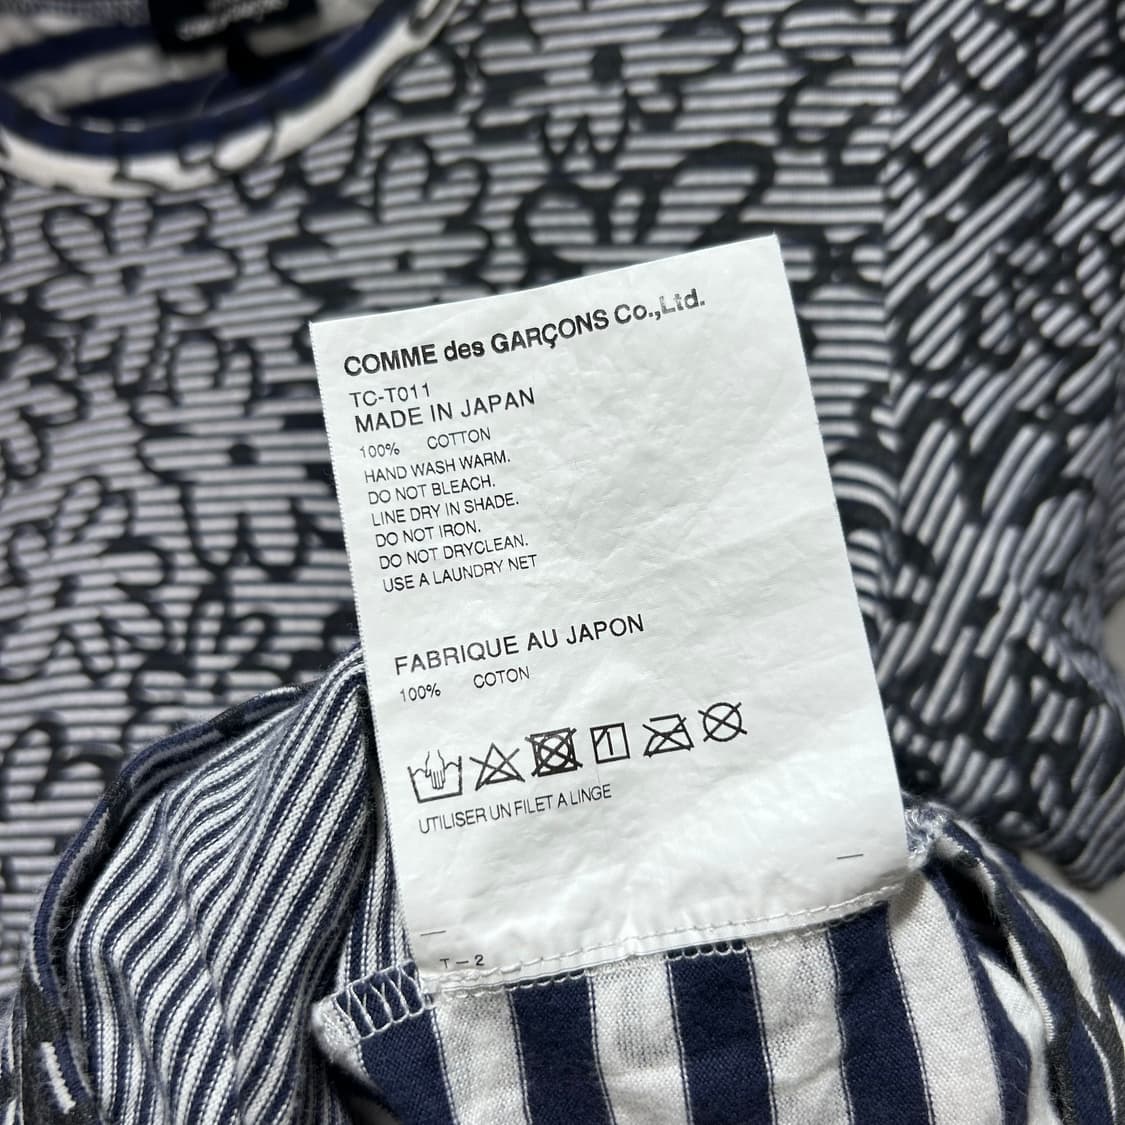 COMME des GARÇONS Co.,Ltd.
TC-T011
MADE IN JAPAN
100% COTTON
HAND WASH WARM.
DO NOT BLEACH.
LINE DRY IN SHADE.
DO NOT IRON.
DO NOT DRYCLEAN.
USE A LAUNDRY NET
FABRIQUE AU JAPON
100% COTON
UTILISER UN FILET A LINGE
T-2